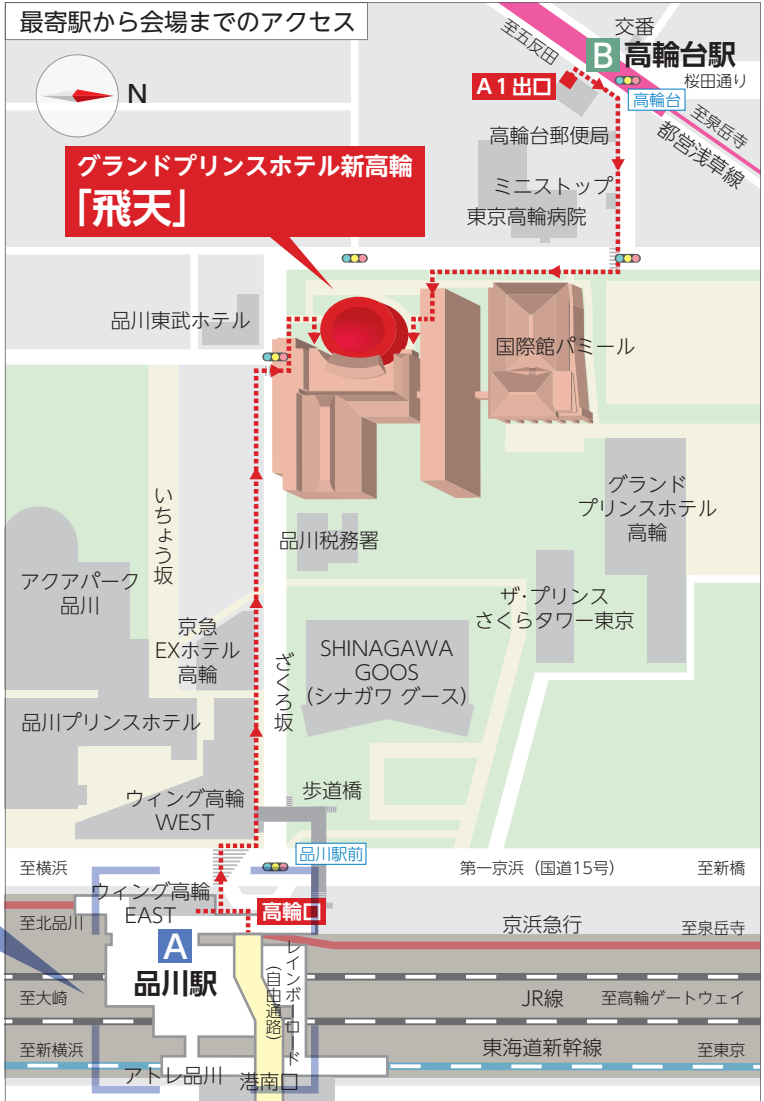 最寄駅から会場までのアクセス
N
交番
至五反田
B 高輪台駅
桜田通り
A1出口
高輪台
至泉岳寺
都営浅草線
高輪台郵便局
ミニストップ
東京高輪病院
グランドプリンスホテル新高輪
「飛天」
品川東武ホテル
国際館パミール
いちょう坂
グランド
プリンスホテル
高輪
品川税務署
アクアパーク
品川
ザ・プリンス
さくらタワー東京
京急
EXホテル
高輪
ざくろ坂
SHINAGAWA
GOOS
(シナガワ グース)
品川プリンスホテル
ウィング高輪
WEST
歩道橋
品川駅前
至横浜
第一京浜（国道15号）
至新橋
ウィング高輪
EAST
高輪口
至北品川
京浜急行
至泉岳寺
A
品川駅
レインボーロード
（自由通路）
至大崎
JR線
至高輪ゲートウェイ
至新横浜
東海道新幹線
至東京
アトレ品川
港南口